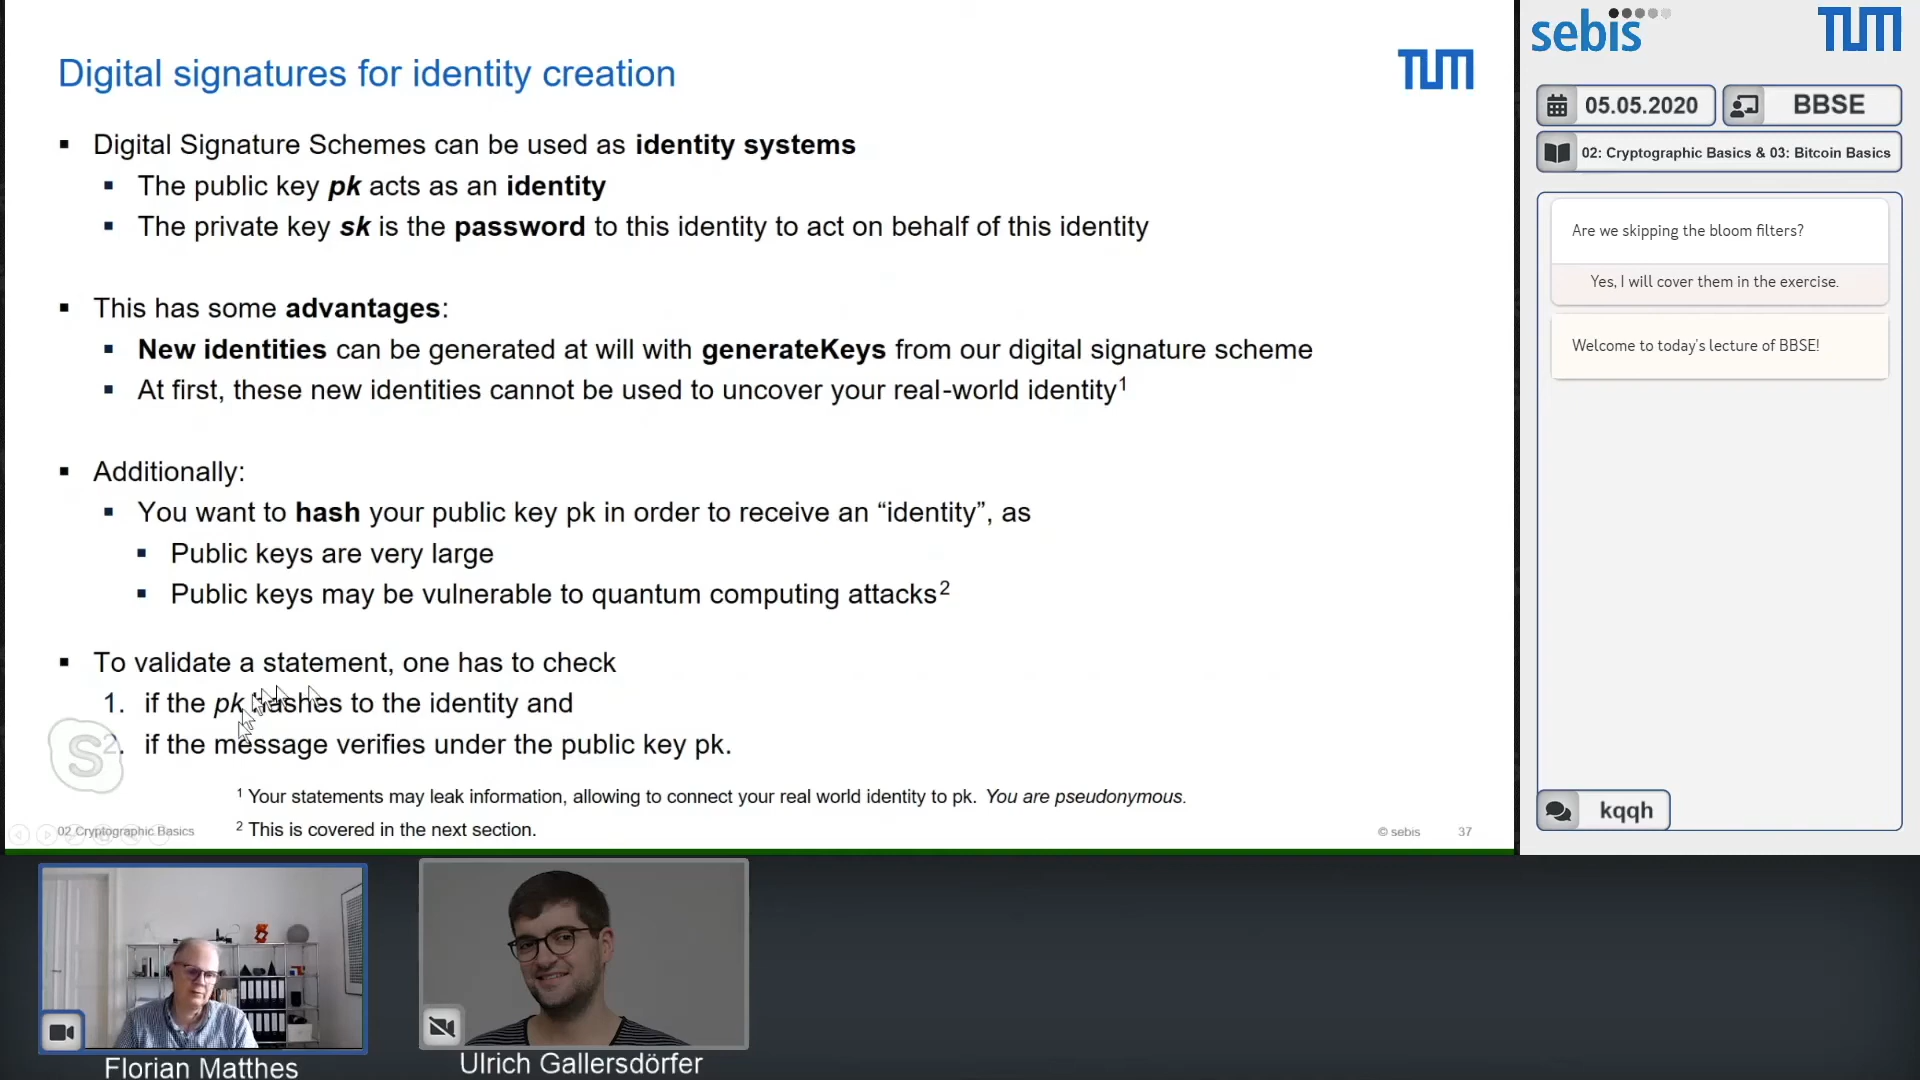 Digital signatures for identity creation
TUM
Digital Signature Schemes can be used as identity systems
The public key pk acts as an identity
The private key sk is the password to this identity to act on behalf of this identity
This has some advantages:
New identities can be generated at will with generateKeys from our digital signature scheme
At first, these new identities cannot be used to uncover your real-world identity1
Additionally:
You want to hash your public key pk in order to receive an “identity”, as
Public keys are very large
Public keys may be vulnerable to quantum computing attacks2
To validate a statement, one has to check
1. if the pk hashes to the identity and
2. if the message verifies under the public key pk.
1 Your statements may leak information, allowing to connect your real world identity to pk. You are pseudonymous.
2 This is covered in the next section.
02 Cryptographic Basics
© sebis 37
S
sebis
TUM
05.05.2020
BBSE
02: Cryptographic Basics & 03: Bitcoin Basics
Are we skipping the bloom filters?
Yes, I will cover them in the exercise.
Welcome to today's lecture of BBSE!
kqqh
Florian Matthes
Ulrich Gallersdörfer